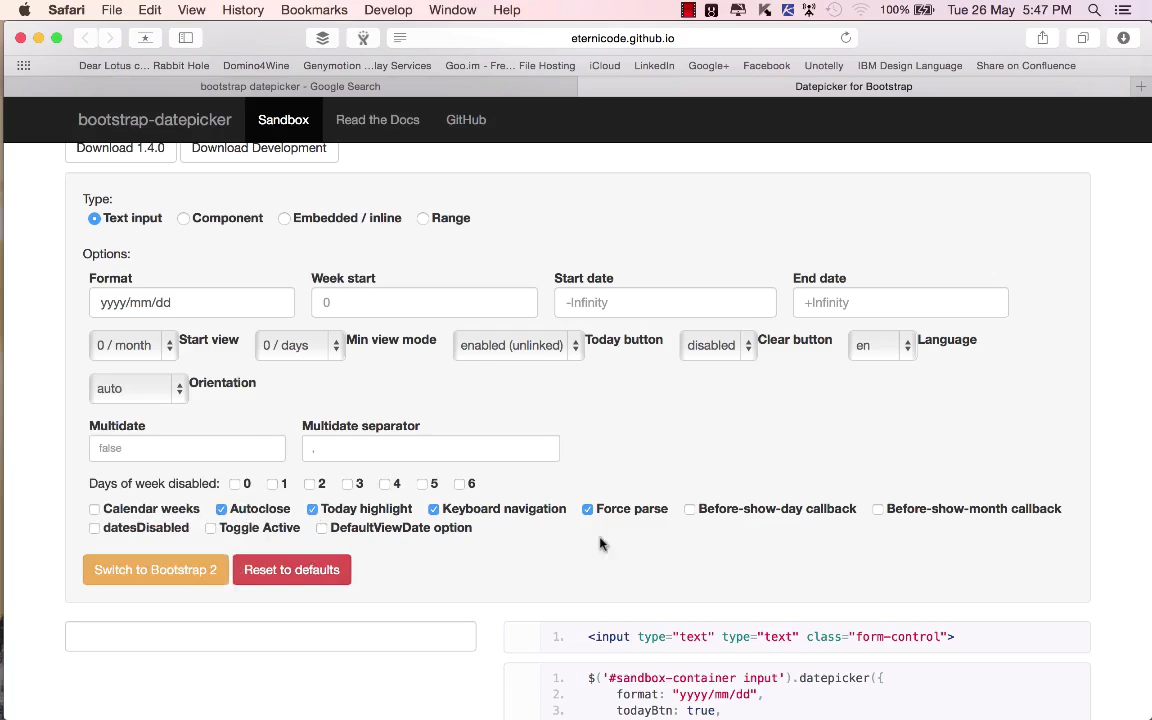 Safari File Edit View History Bookmarks Develop Window Help 100% Tue 26 May 5:47 PM
eternicode.github.io
Dear Lotus c... Rabbit Hole Domino4Wine Genymotion ...lay Services Goo.im - Fre... File Hosting iCloud LinkedIn Google+ Facebook Unotelly IBM Design Language Share on Confluence
bootstrap datepicker - Google Search Datepicker for Bootstrap
bootstrap-datepicker Sandbox Read the Docs GitHub
Download 1.4.0 Download Development
Type:
Text input Component Embedded / inline Range
Options:
Format Week start Start date End date
yyyy/mm/dd 0 -Infinity +Infinity
0 / month Start view 0 / days Min view mode enabled (unlinked) Today button disabled Clear button en Language
auto Orientation
Multidate Multidate separator
false ,
Days of week disabled: 0 1 2 3 4 5 6
Calendar weeks Autoclose Today highlight Keyboard navigation Force parse Before-show-day callback Before-show-month callback
datesDisabled Toggle Active DefaultViewDate option
Switch to Bootstrap 2 Reset to defaults
1. <input type="text" type="text" class="form-control">
1. $('#sandbox-container input').datepicker({
2. format: "yyyy/mm/dd",
3. todayBtn: true,